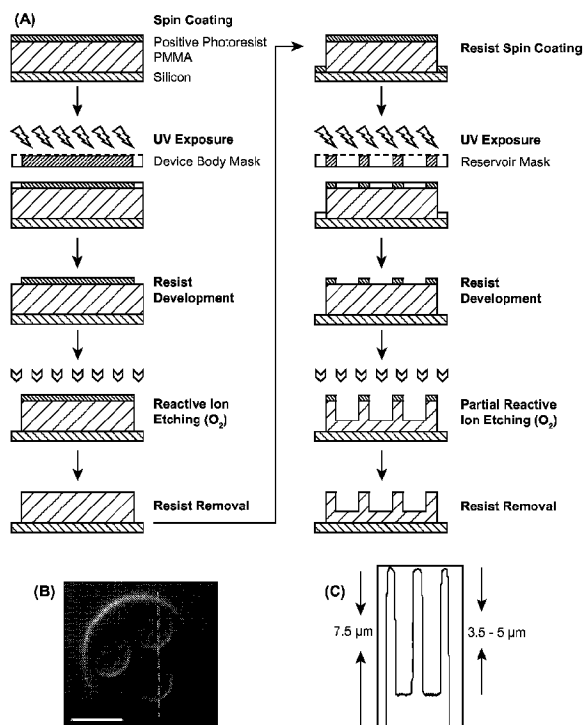 (A)
Spin Coating
Positive Photoresist
PMMA
Silicon
UV Exposure
Device Body Mask
Resist
Development
Reactive Ion
Etching (O₂)
Resist Removal
Resist Spin Coating
UV Exposure
Reservoir Mask
Resist
Development
Partial Reactive
Ion Etching (O₂)
Resist Removal
(B)
(C)
7.5 µm
3.5 - 5 µm